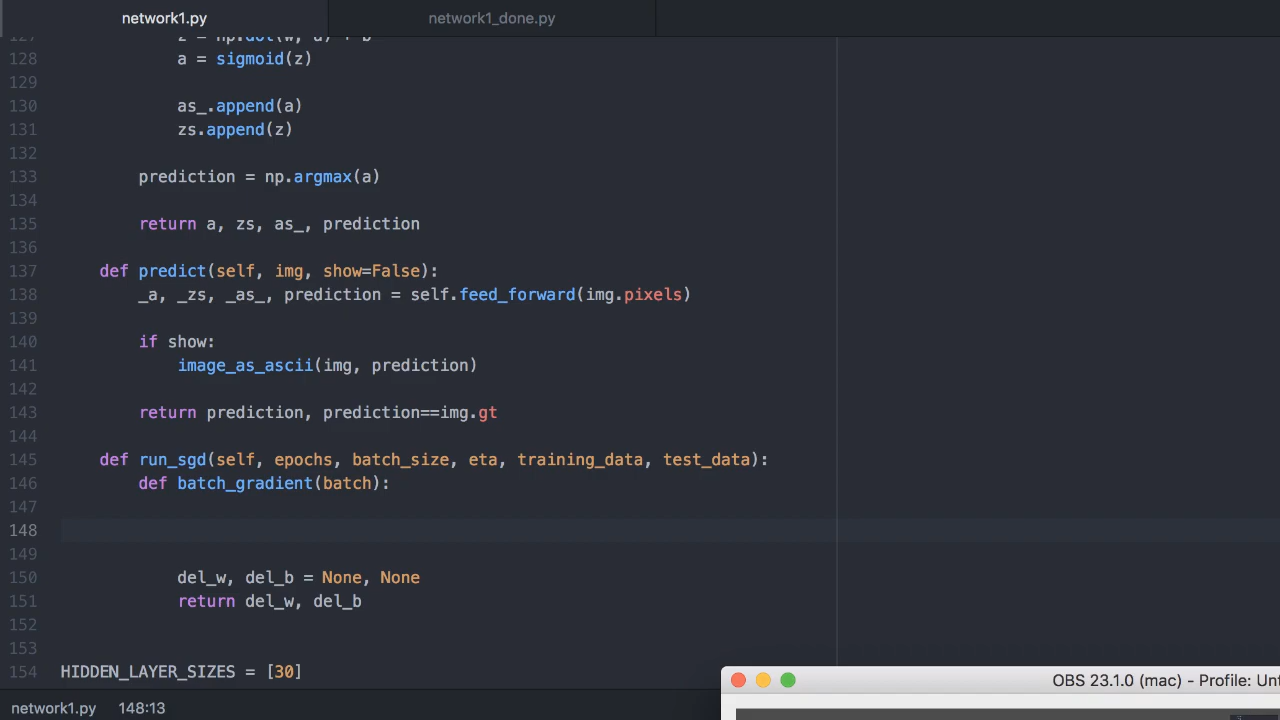 network1.py
network1_done.py
127 z = np.dot(w, a) + b
128 a = sigmoid(z)
129
130 as_.append(a)
131 zs.append(z)
132
133 prediction = np.argmax(a)
134
135 return a, zs, as_, prediction
136
137 def predict(self, img, show=False):
138 _a, _zs, _as_, prediction = self.feed_forward(img.pixels)
139
140 if show:
141 image_as_ascii(img, prediction)
142
143 return prediction, prediction==img.gt
144
145 def run_sgd(self, epochs, batch_size, eta, training_data, test_data):
146 def batch_gradient(batch):
147
148
149
150 del_w, del_b = None, None
151 return del_w, del_b
152
153
154 HIDDEN_LAYER_SIZES = [30]
network1.py 148:13
OBS 23.1.0 (mac) - Profile: Unt